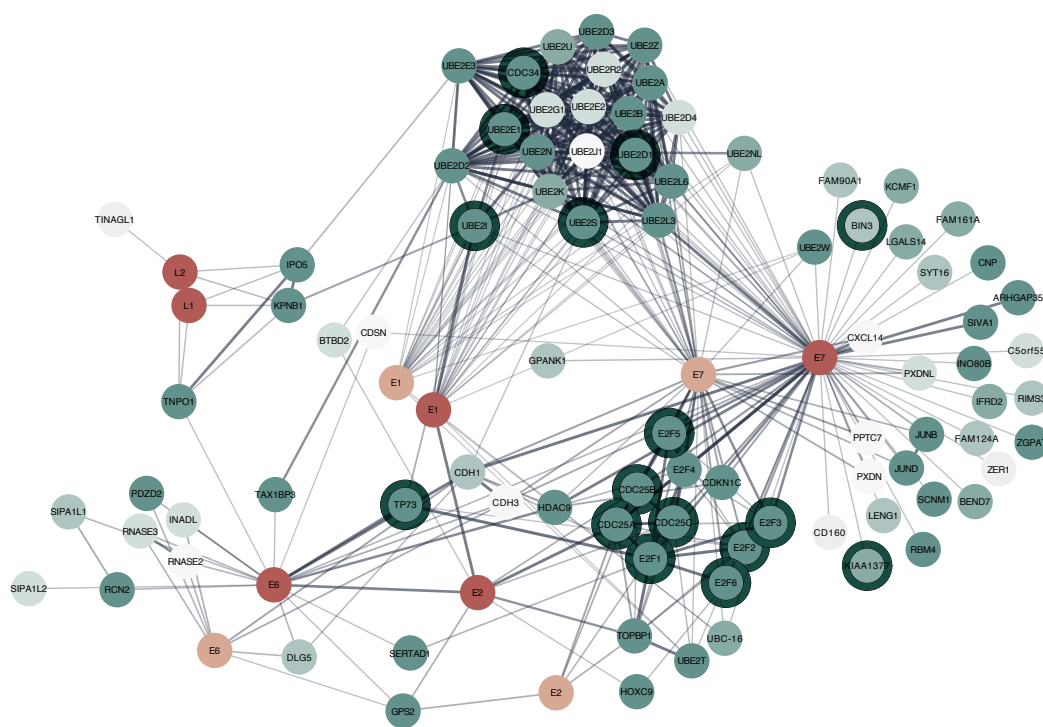 UBE2D3
UBE2U
UBE2Z
UBE2E3
CDC34
UBE2R2
UBE2A
UBE2G1
UBE2E2
UBE2B
UBE2D4
UBE2E1
UBE2N
UBE2J1
UBE2D1
UBE2NL
UBE2D2
UBE2K
UBE2L6
FAM90A1
KCMF1
UBE2I
UBE2S
UBE2L3
BIN3
FAM161A
TINAGL1
UBE2W
LGALS14
L2
IPO5
SYT16
CNP
L1
KPNB1
ARHGAP35
SIVA1
BTBD2
CDSN
CXCL14
GPANK1
E7
E7
C5orf55
INO80B
PXDNL
E1
TNPO1
E1
IFRD2
RIMS3
E2F5
PPTC7
JUNB
FAM124A
ZGPAT
CDH1
E2F4
JUND
ZER1
PDZD2
TAX1BP3
CDC25B
CDKN1C
PXDN
SCNM1
BEND7
SIPA1L1
INADL
TP73
CDH3
HDAC9
RNASE3
CDC25A
CDC25C
E2F3
LENG1
CD160
RNASE2
E2F1
E2F2
RBM4
KIAA1377
SIPA1L2
RCN2
E6
E2
E2F6
E6
DLG5
SERTAD1
TOPBP1
UBC-16
UBE2T
GPS2
E2
HOXC9